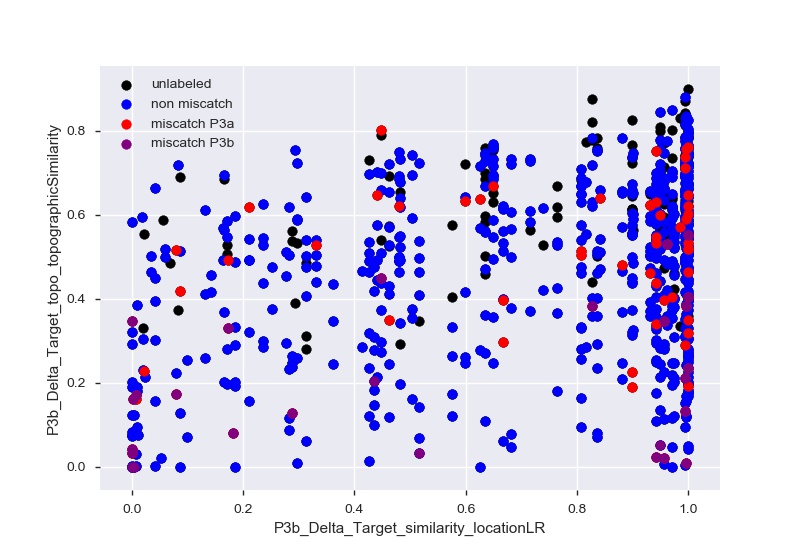 unlabeled
non miscatch
miscatch P3a
miscatch P3b
0.8
0.6
0.4
0.2
0.0
P3b_Delta_Target_topo_topographicSimilarity
0.0 0.2 0.4 0.6 0.8 1.0
P3b_Delta_Target_similarity_locationLR